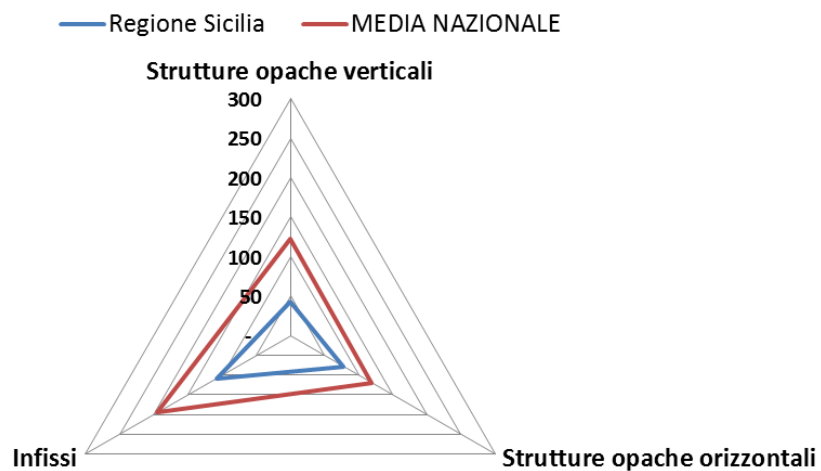 Regione Sicilia MEDIA NAZIONALE
Strutture opache verticali
300
250
200
150
100
50
-
Infissi
Strutture opache orizzontali